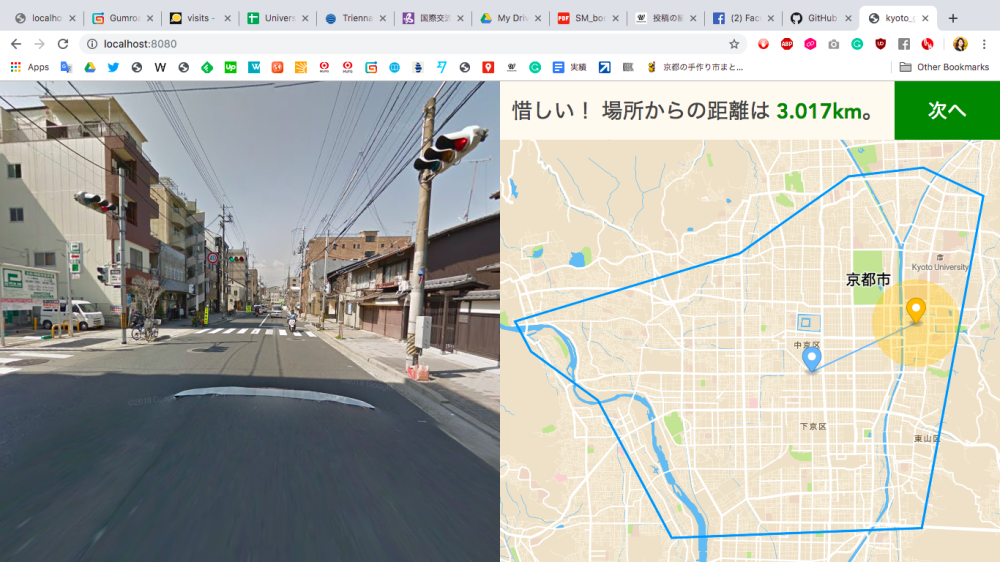 localho
Gumroa
visits -
Univers
Trienna
国際交流
My Driv
SM_boo
投稿の編
(2) Fac
GitHub
kyoto_g
localhost:8080
Apps
実績
京都の手作り市まと...
Other Bookmarks
惜しい！ 場所からの距離は 3.017km。
次へ
京都市
Kyoto University
中京区
下京区
東山区